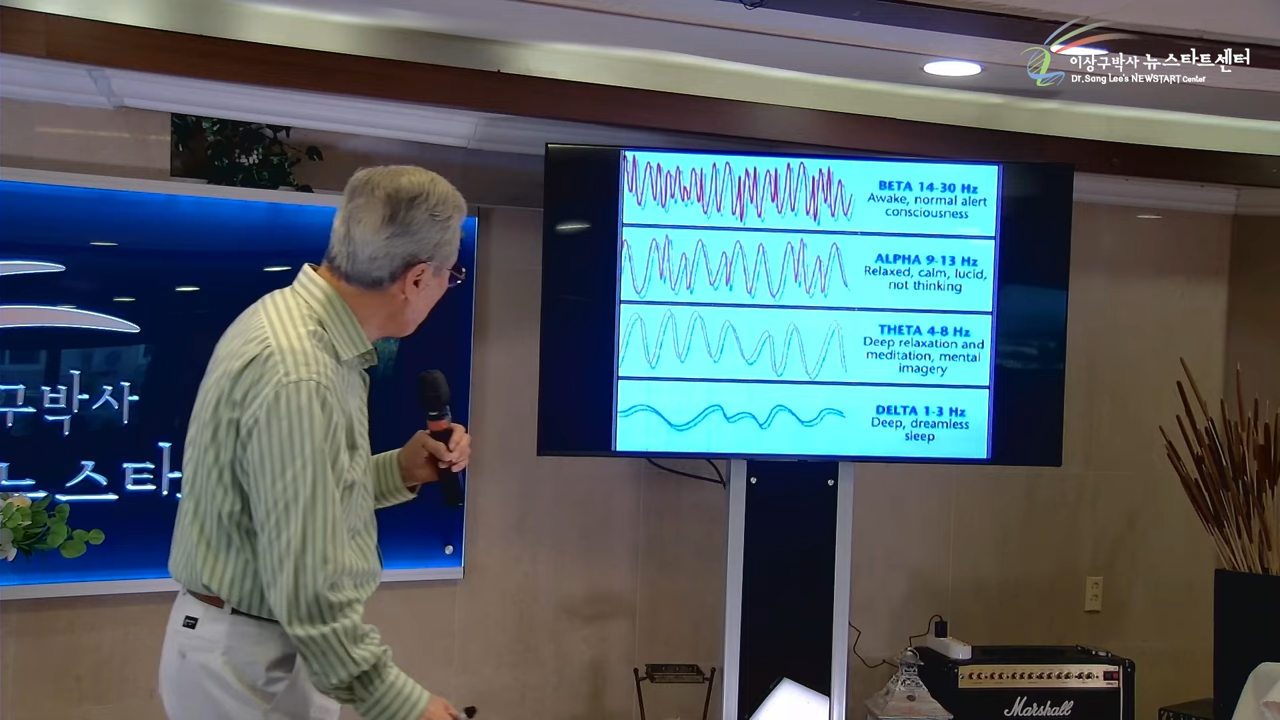 이상구박사 뉴스타트센터
Dr. Sang Lee's NEWSTART Center
BETA 14-30 Hz
Awake, normal alert
consciousness
ALPHA 9-13 Hz
Relaxed, calm, lucid,
not thinking
THETA 4-8 Hz
Deep relaxation and
meditation, mental
imagery
DELTA 1-3 Hz
Deep, dreamless
sleep
구박사
뉴스타
Marshall